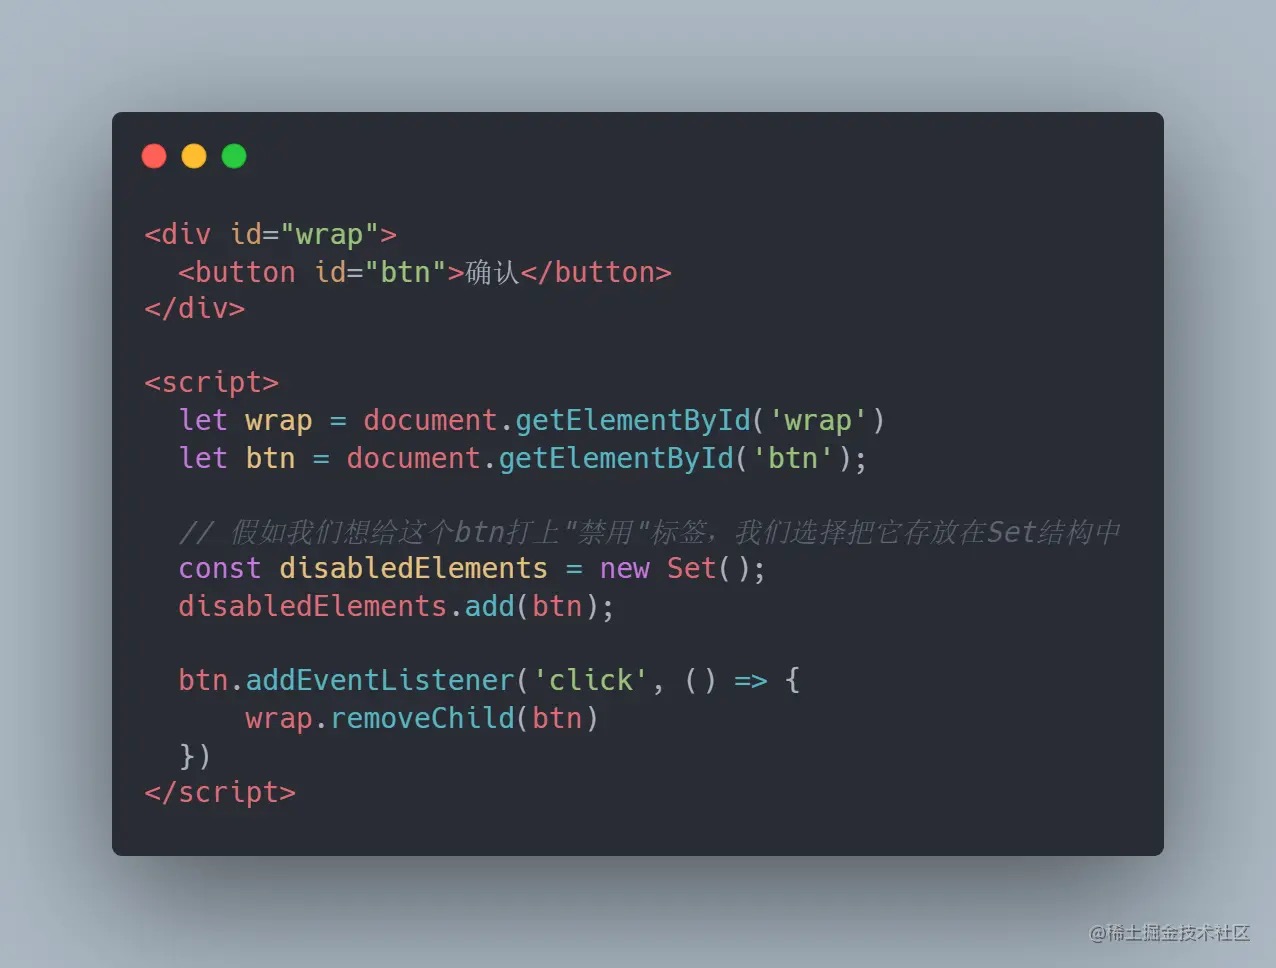 <div id="wrap">
  <button id="btn">确认</button>
</div>

<script>
  let wrap = document.getElementById('wrap')
  let btn = document.getElementById('btn');

  // 假如我们想给这个btn打上"禁用"标签，我们选择把它存放在Set结构中
  const disabledElements = new Set();
  disabledElements.add(btn);

  btn.addEventListener('click', () => {
      wrap.removeChild(btn)
  })
</script>
@稀土掘金技术社区